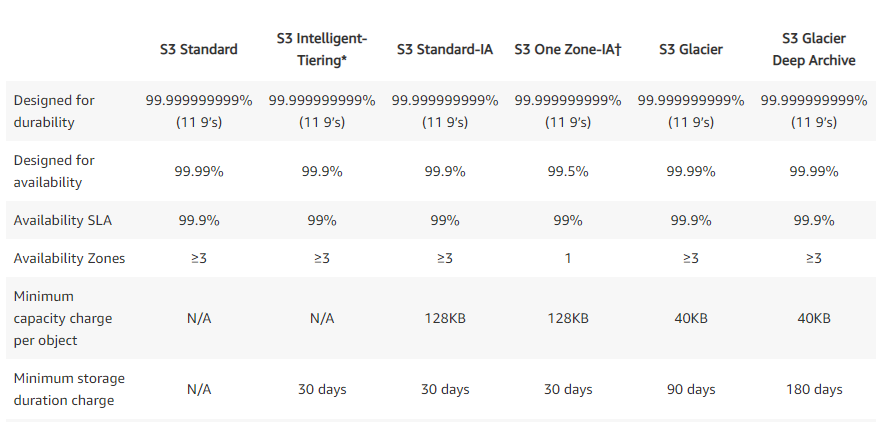 S3 Standard S3 Intelligent-Tiering* S3 Standard-IA S3 One Zone-IA† S3 Glacier S3 Glacier Deep Archive
Designed for durability 99.999999999% (11 9’s) 99.999999999% (11 9’s) 99.999999999% (11 9’s) 99.999999999% (11 9’s) 99.999999999% (11 9’s) 99.999999999% (11 9’s)
Designed for availability 99.99% 99.9% 99.9% 99.5% 99.99% 99.99%
Availability SLA 99.9% 99% 99% 99% 99.9% 99.9%
Availability Zones ≥3 ≥3 ≥3 1 ≥3 ≥3
Minimum capacity charge per object N/A N/A 128KB 128KB 40KB 40KB
Minimum storage duration charge N/A 30 days 30 days 30 days 90 days 180 days